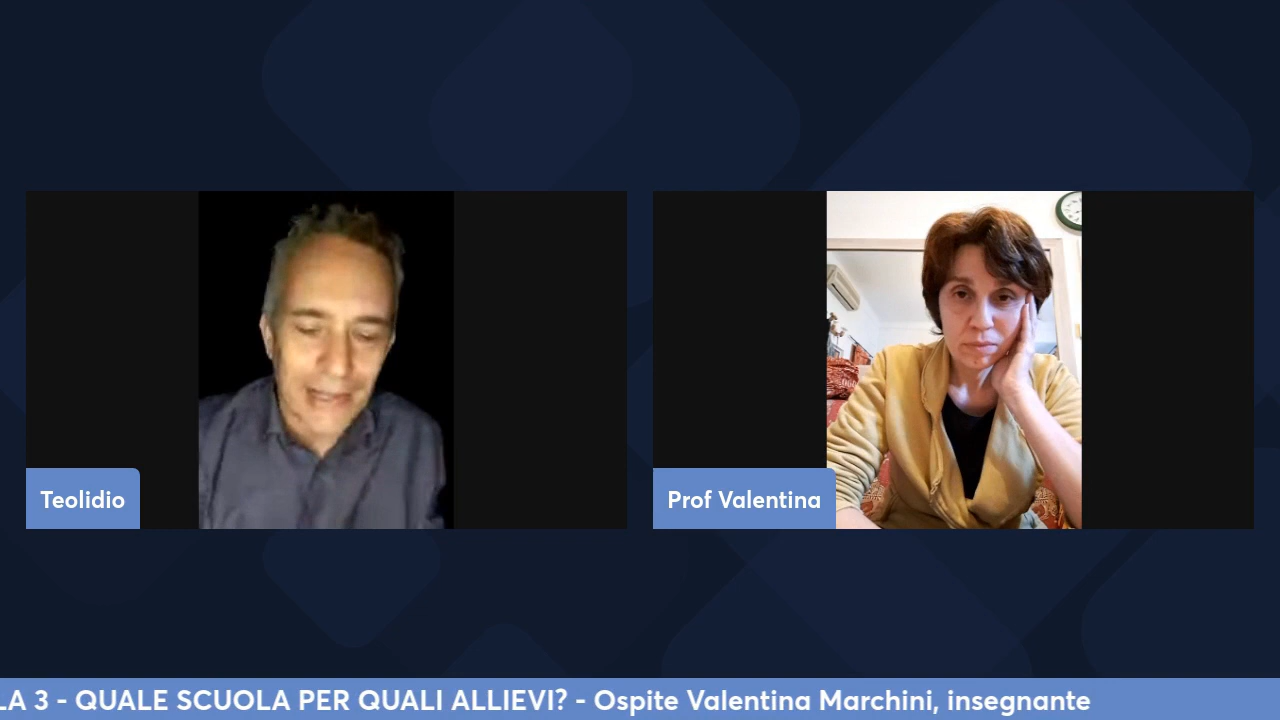 Teolidio
Prof Valentina
LA 3 - QUALE SCUOLA PER QUALI ALLIEVI? - Ospite Valentina Marchini, insegnante